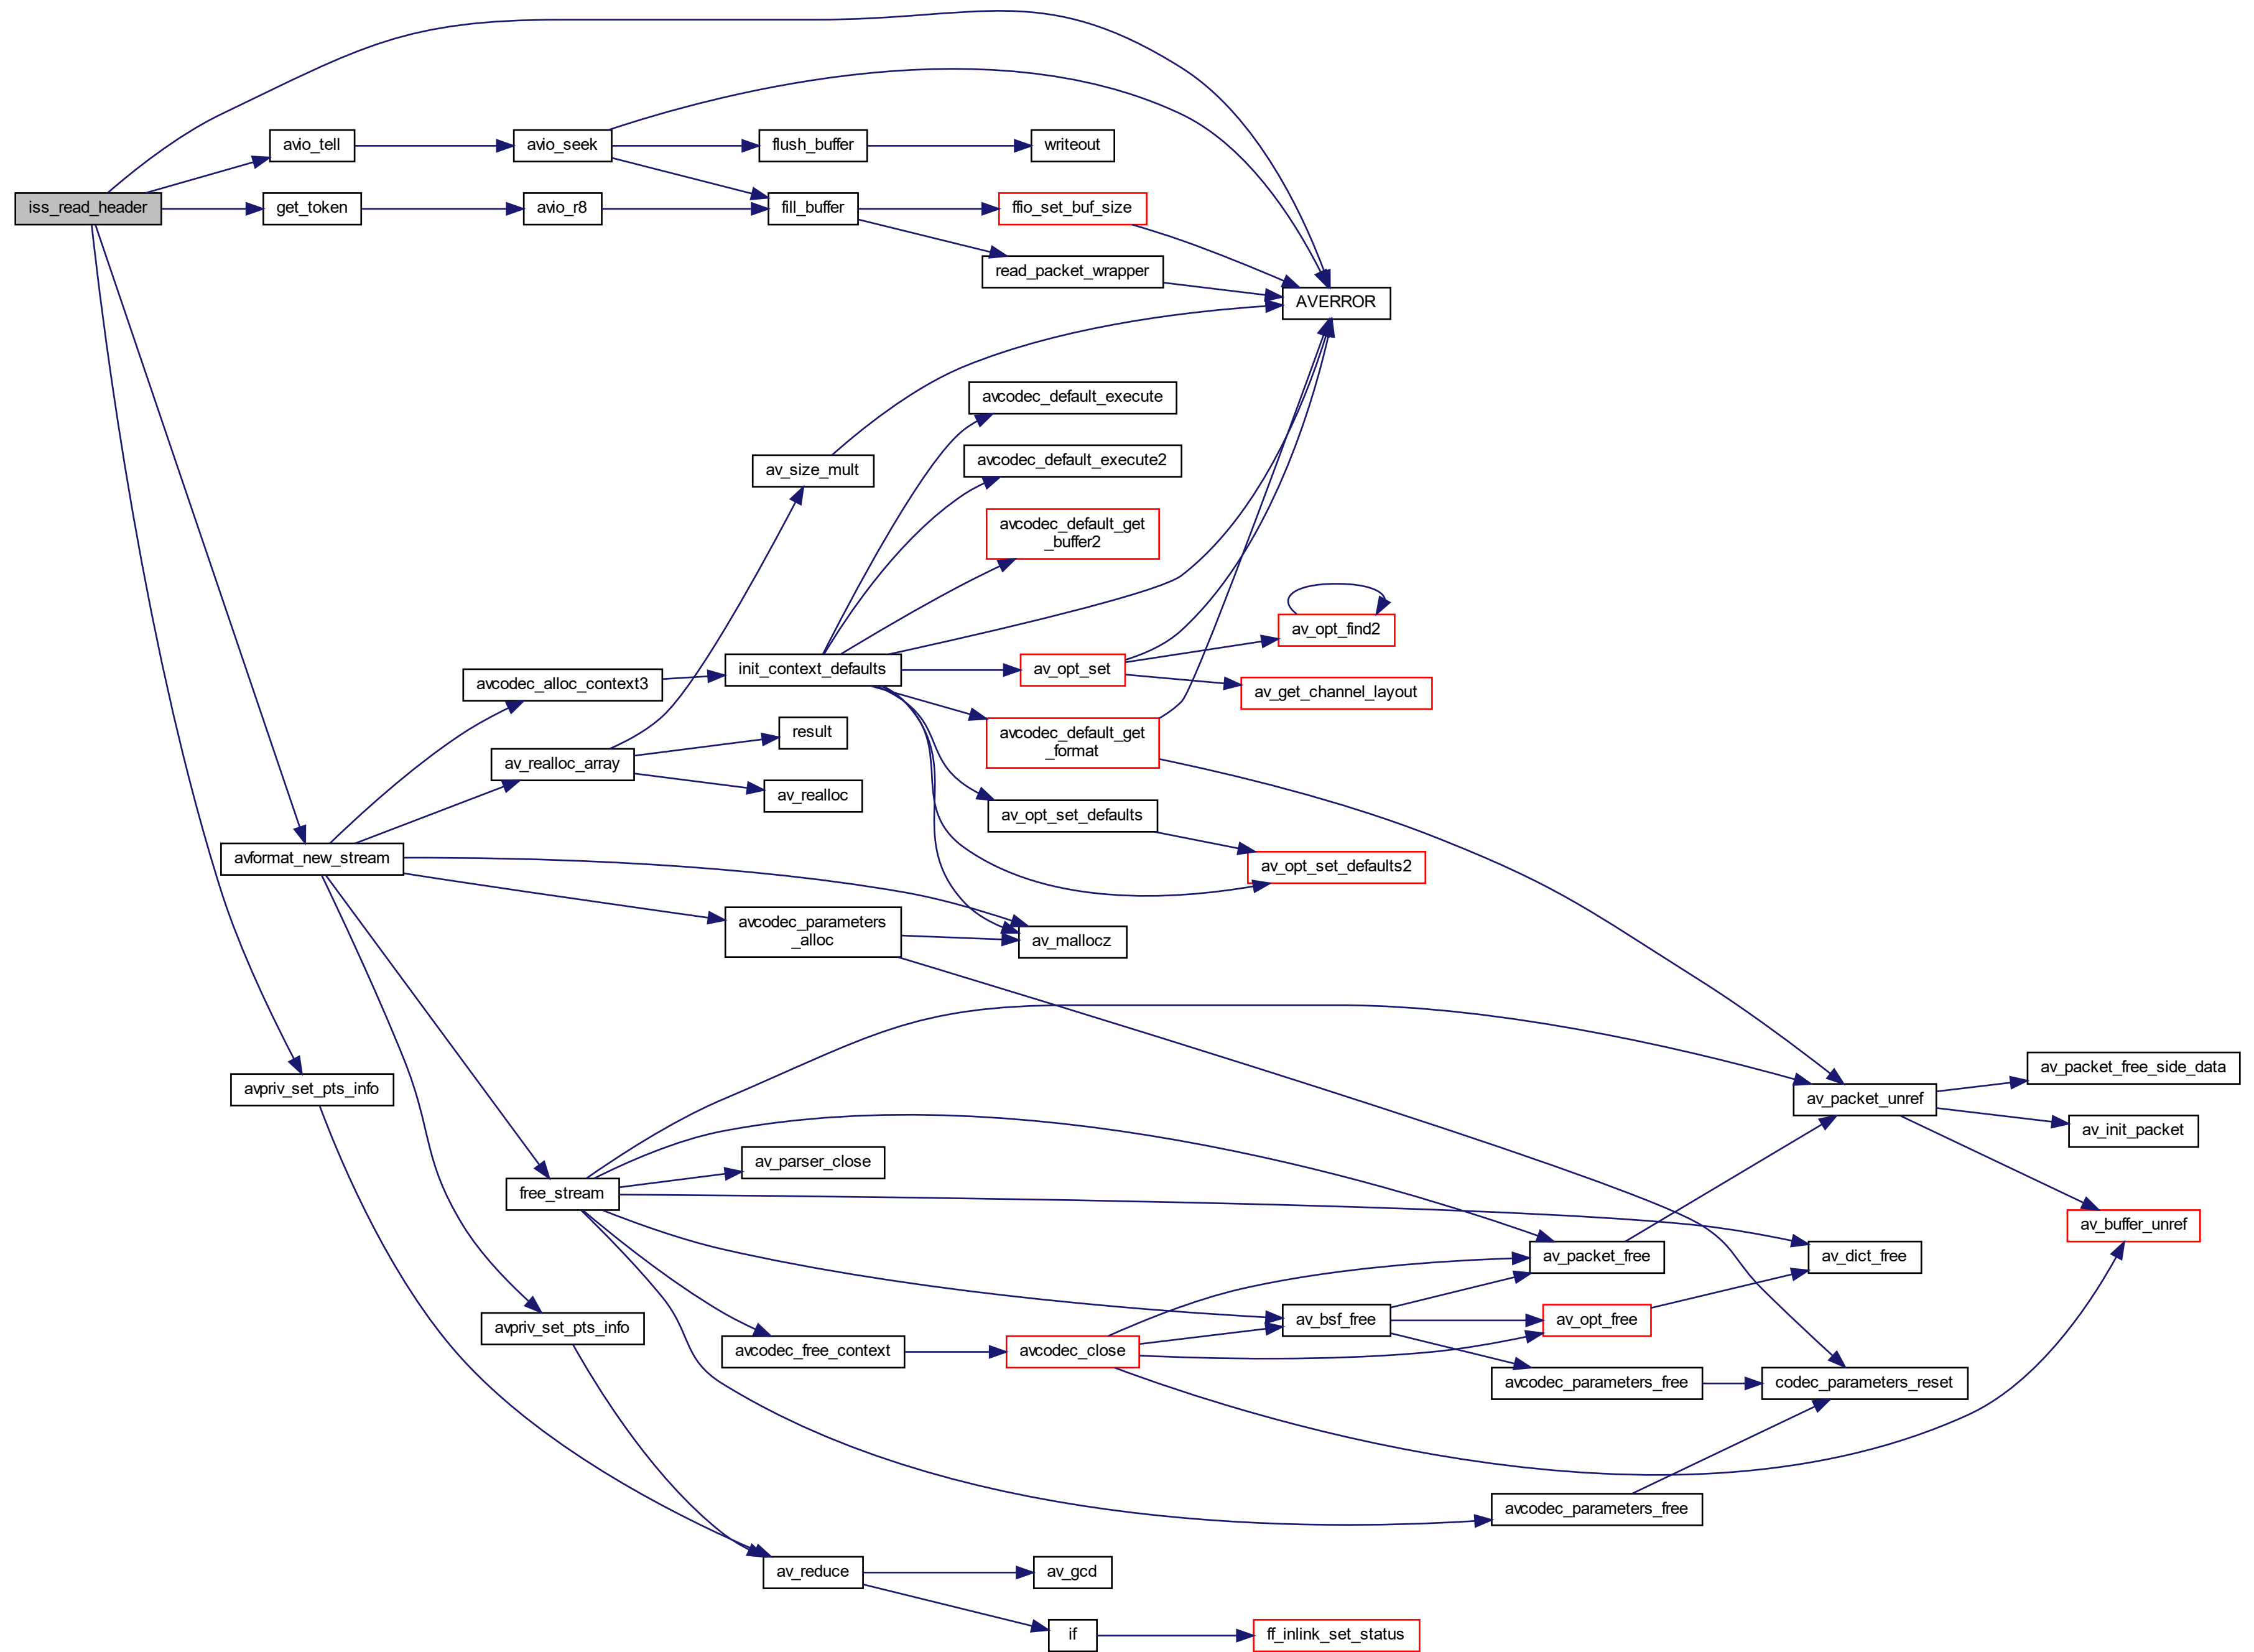 iss_read_header
avio_tell
get_token
avio_seek
avio_r8
flush_buffer
fill_buffer
writeout
ffio_set_buf_size
read_packet_wrapper
AVERROR
avcodec_default_execute
avcodec_default_execute2
av_size_mult
avcodec_default_get
_buffer2
av_opt_find2
init_context_defaults
av_opt_set
av_get_channel_layout
avcodec_alloc_context3
avcodec_default_get
_format
result
av_realloc_array
av_realloc
av_opt_set_defaults
av_opt_set_defaults2
avformat_new_stream
avcodec_parameters
_alloc
av_mallocz
avpriv_set_pts_info
av_packet_unref
av_packet_free_side_data
av_init_packet
av_parser_close
free_stream
av_buffer_unref
av_packet_free
av_dict_free
avpriv_set_pts_info
av_bsf_free
av_opt_free
avcodec_free_context
avcodec_close
avcodec_parameters_free
codec_parameters_reset
avcodec_parameters_free
av_reduce
av_gcd
if
ff_inlink_set_status